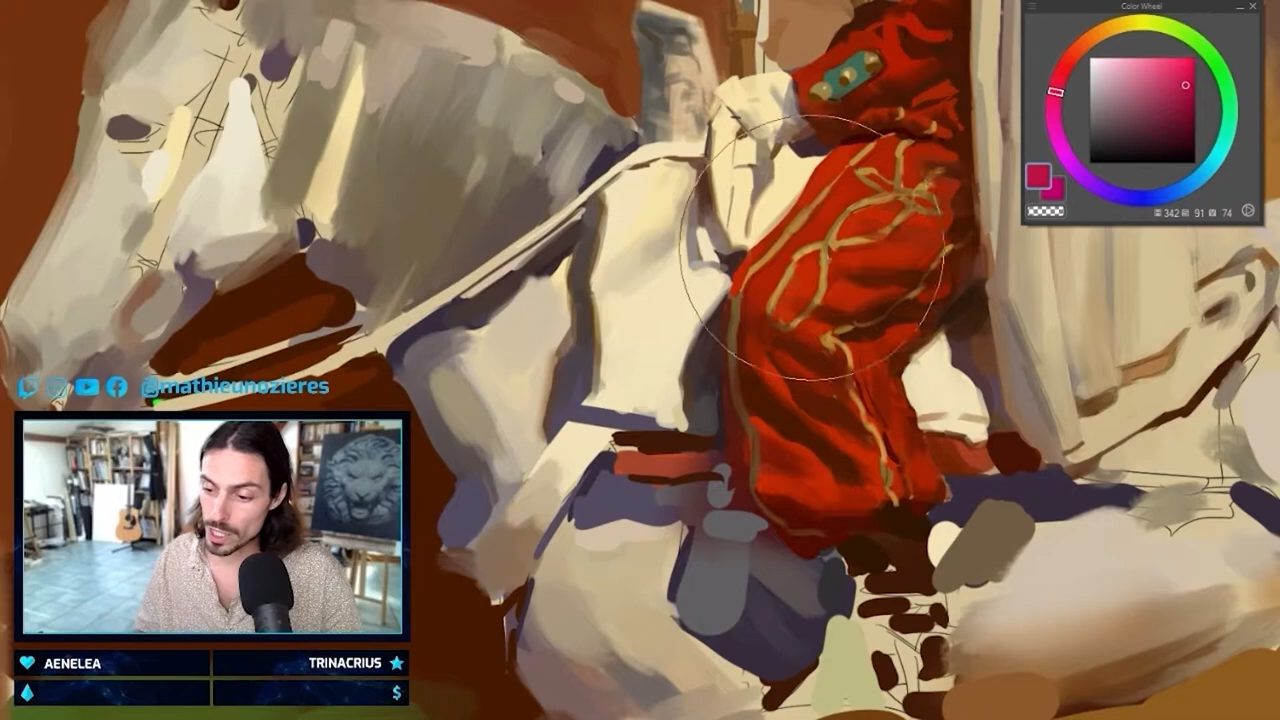 Color Wheel
342 91 74
@mathieunozieres
AENELEA
TRINACRIUS
$